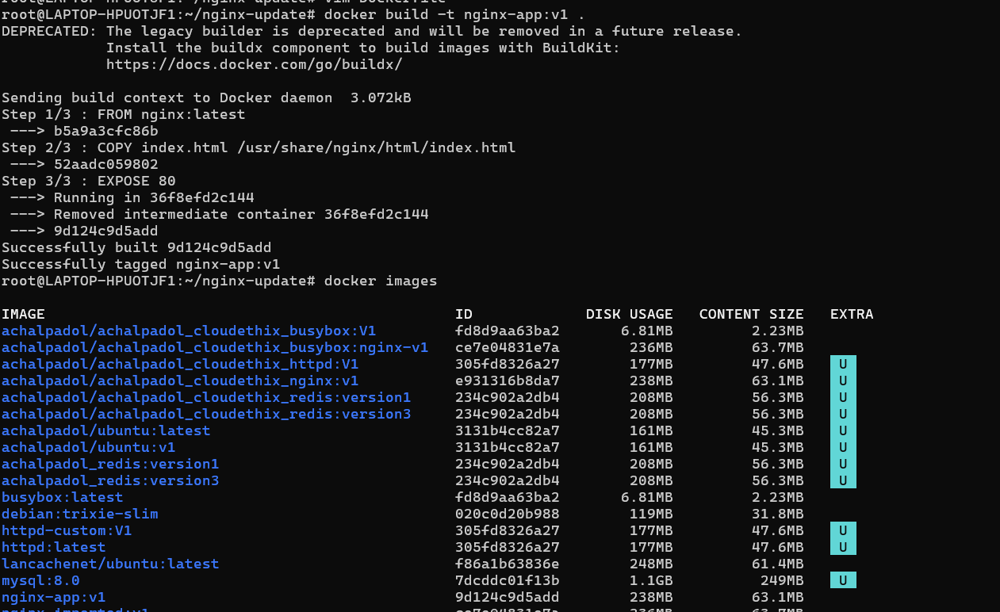 root@LAPTOP-HPUOTJF1:~/nginx-update# vim Dockerfile
root@LAPTOP-HPUOTJF1:~/nginx-update# docker build -t nginx-app:v1 .
DEPRECATED: The legacy builder is deprecated and will be removed in a future release.
Install the buildx component to build images with BuildKit:
https://docs.docker.com/go/buildx/
Sending build context to Docker daemon  3.072kB
Step 1/3 : FROM nginx:latest
---> b5a9a3cfc86b
Step 2/3 : COPY index.html /usr/share/nginx/html/index.html
---> 52aadc059802
Step 3/3 : EXPOSE 80
---> Running in 36f8efd2c144
---> Removed intermediate container 36f8efd2c144
---> 9d124c9d5add
Successfully built 9d124c9d5add
Successfully tagged nginx-app:v1
root@LAPTOP-HPUOTJF1:~/nginx-update# docker images
IMAGE ID DISK USAGE CONTENT SIZE EXTRA
achalpadol/achalpadol_cloudethix_busybox:V1 fd8d9aa63ba2 6.81MB 2.23MB
achalpadol/achalpadol_cloudethix_busybox:nginx-v1 ce7e04831e7a 236MB 63.7MB
achalpadol/achalpadol_cloudethix_httpd:V1 305fd8326a27 177MB 47.6MB U
achalpadol/achalpadol_cloudethix_nginx:v1 e931316b8da7 238MB 63.1MB U
achalpadol/achalpadol_cloudethix_redis:version1 234c902a2db4 208MB 56.3MB U
achalpadol/achalpadol_cloudethix_redis:version3 234c902a2db4 208MB 56.3MB U
achalpadol/ubuntu:latest 3131b4cc82a7 161MB 45.3MB U
achalpadol/ubuntu:v1 3131b4cc82a7 161MB 45.3MB U
achalpadol_redis:version1 234c902a2db4 208MB 56.3MB U
achalpadol_redis:version3 234c902a2db4 208MB 56.3MB U
busybox:latest fd8d9aa63ba2 6.81MB 2.23MB
debian:trixie-slim 020c0d20b988 119MB 31.8MB
httpd-custom:V1 305fd8326a27 177MB 47.6MB U
httpd:latest 305fd8326a27 177MB 47.6MB U
lancachenet/ubuntu:latest f86a1b63836e 248MB 61.4MB
mysql:8.0 7dcddc01f13b 1.1GB 249MB U
nginx-app:v1 9d124c9d5add 238MB 63.1MB
nginx-imported:v1 ce7e04831e7a 236MB 63.7MB